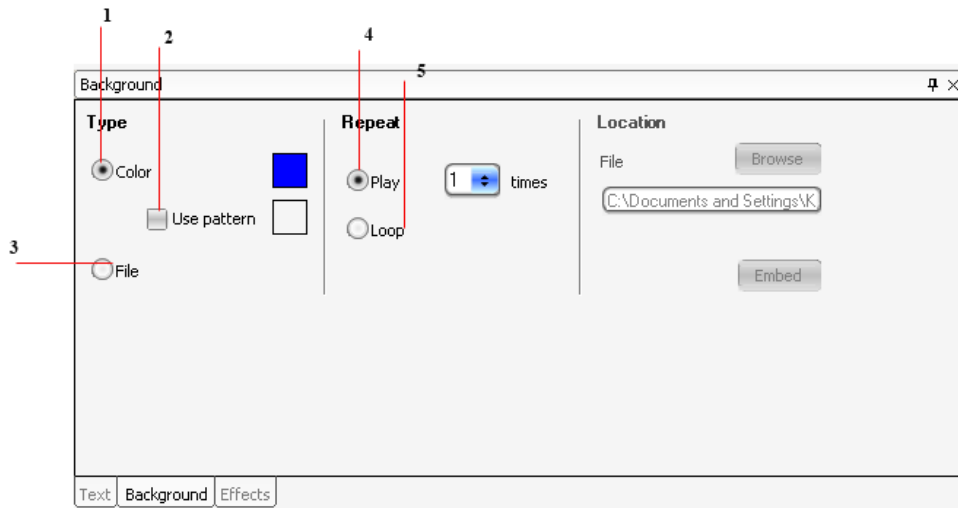 1
2
4
5
Background
Type
Repeat
Location
Color
Play
1
times
File
Browse
C:\Documents and Settings\K
Use pattern
Loop
3
File
Embed
Text
Background
Effects